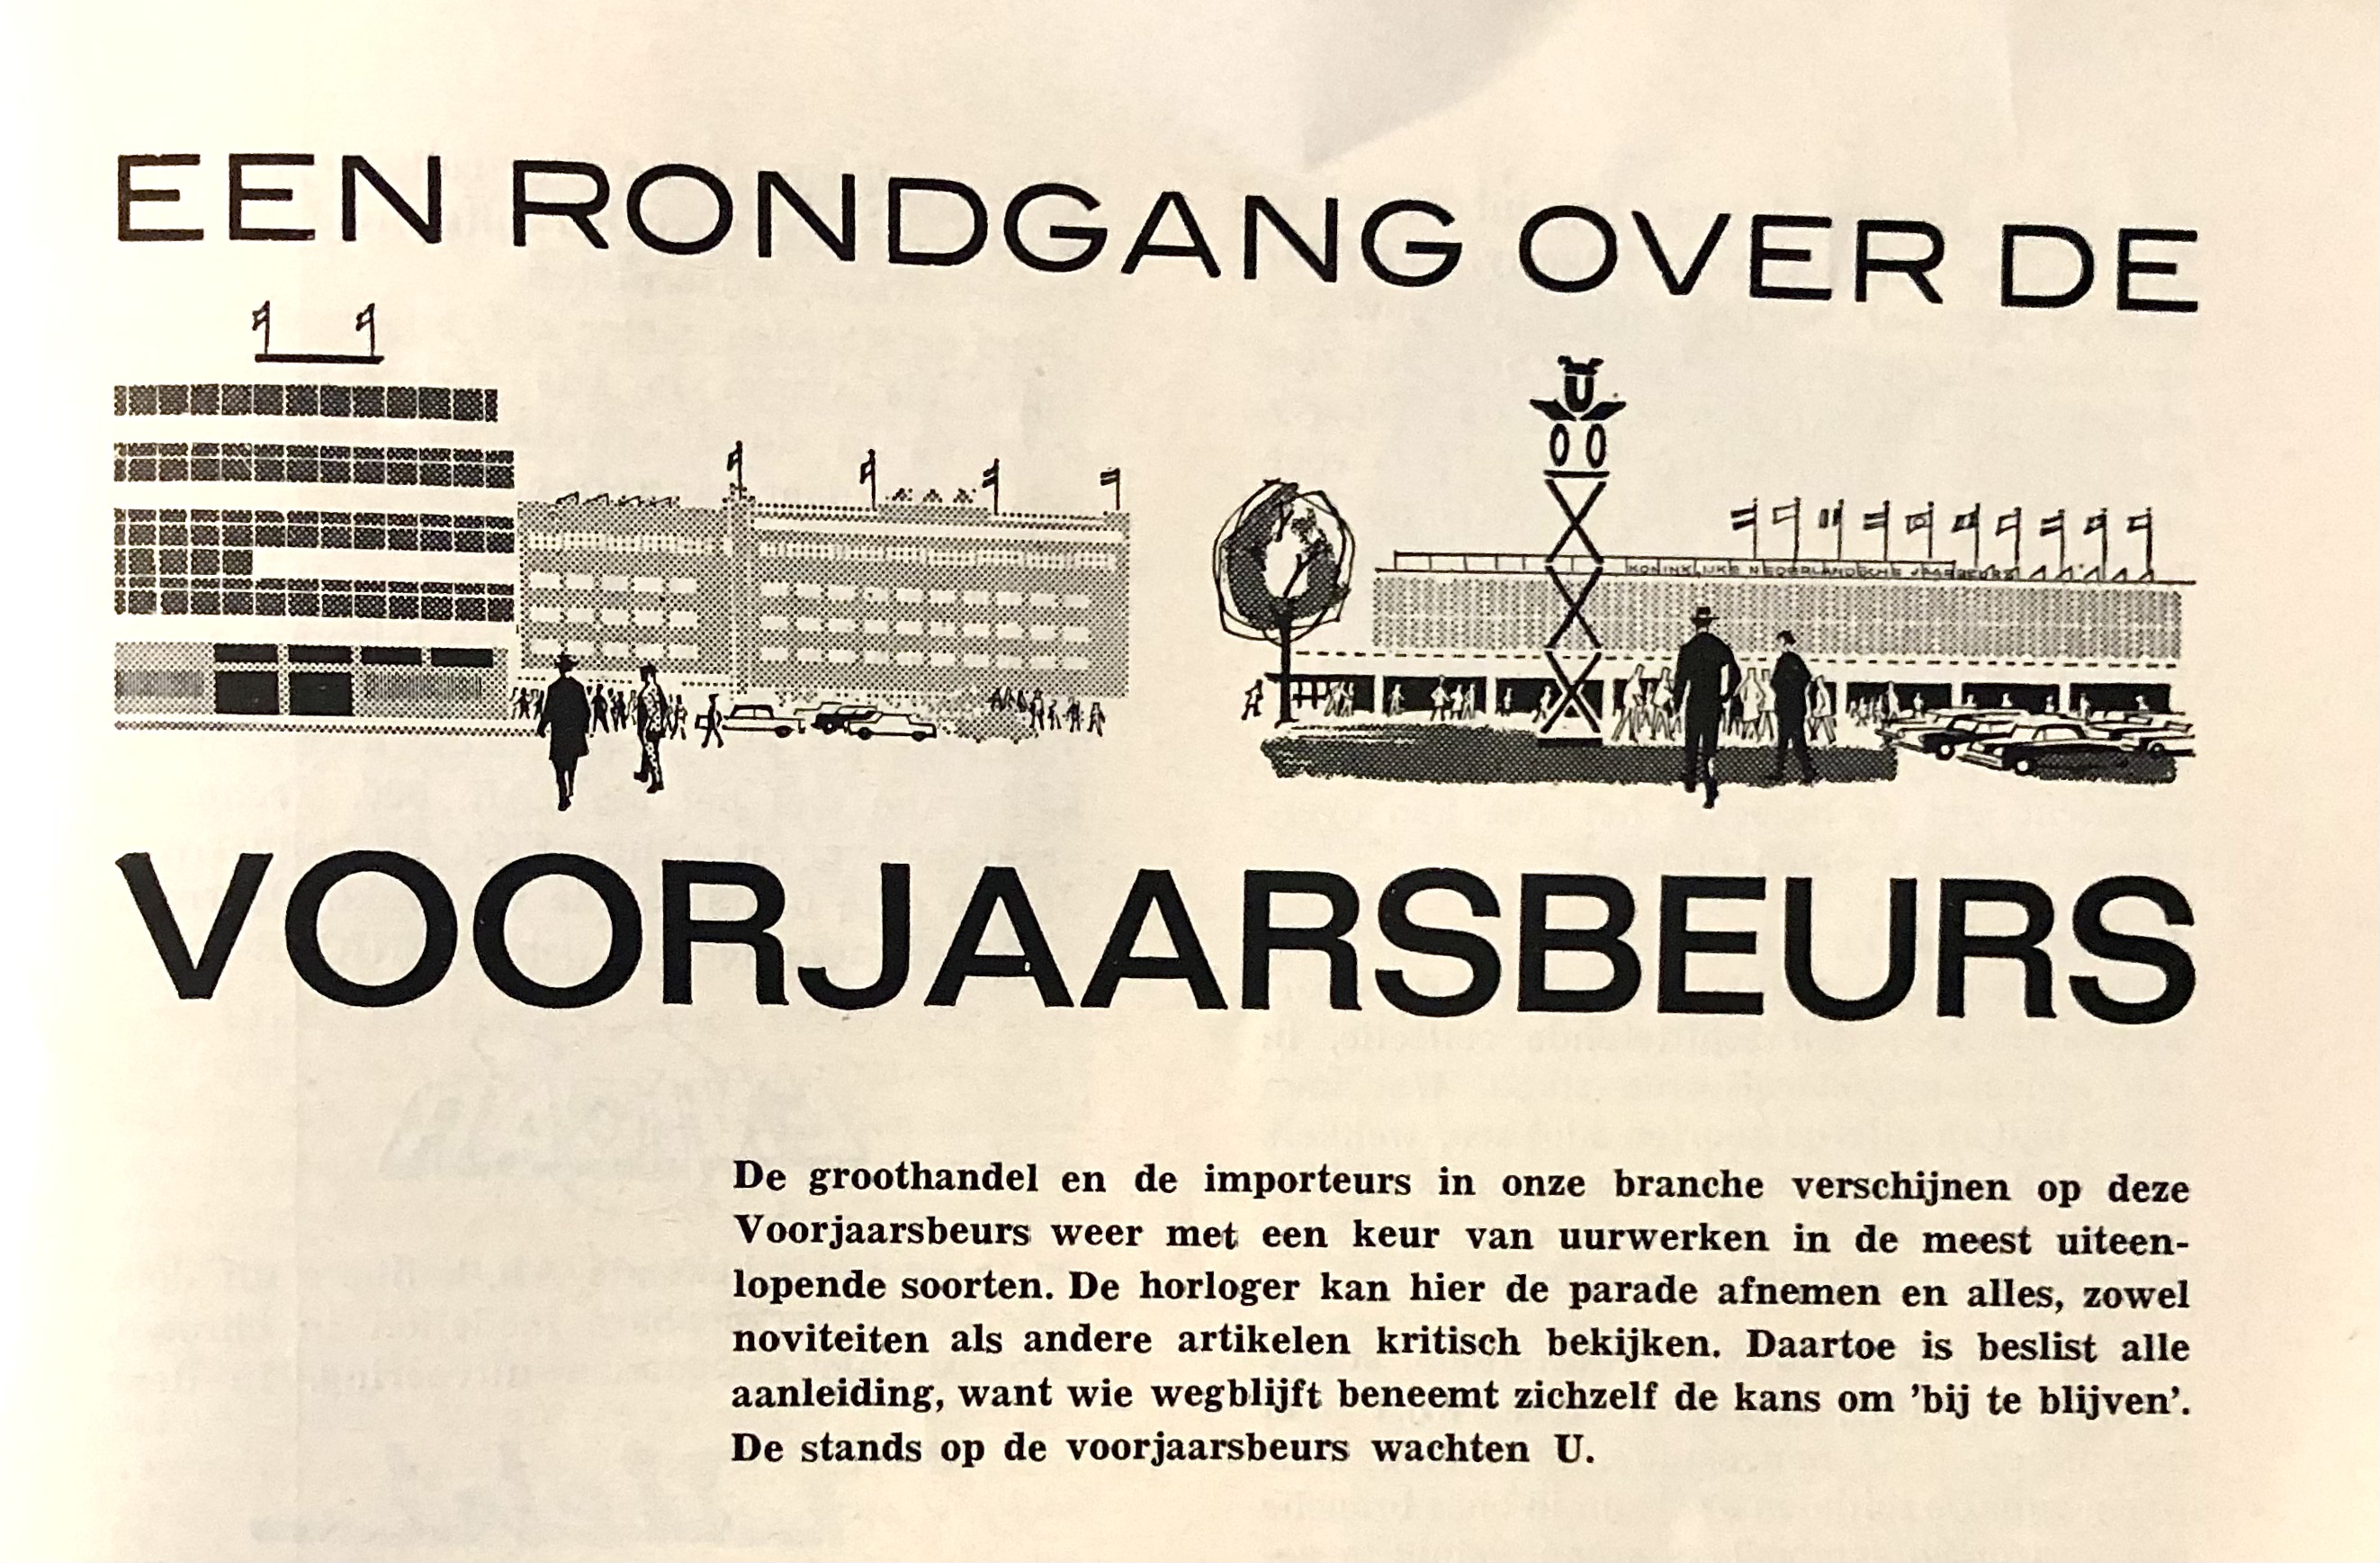 EEN RONDGANG OVER DE
U
KONINKLIJKE NEDERLANDSCHE JAARBEURS
VOORJAARSBEURS
De groothandel en de importeurs in onze branche verschijnen op deze
Voorjaarsbeurs weer met een keur van uurwerken in de meest uiteen-
lopende soorten. De horloger kan hier de parade afnemen en alles, zowel
noviteiten als andere artikelen kritisch bekijken. Daartoe is beslist alle
aanleiding, want wie wegblijft beneemt zichzelf de kans om 'bij te blijven'.
De stands op de voorjaarsbeurs wachten U.